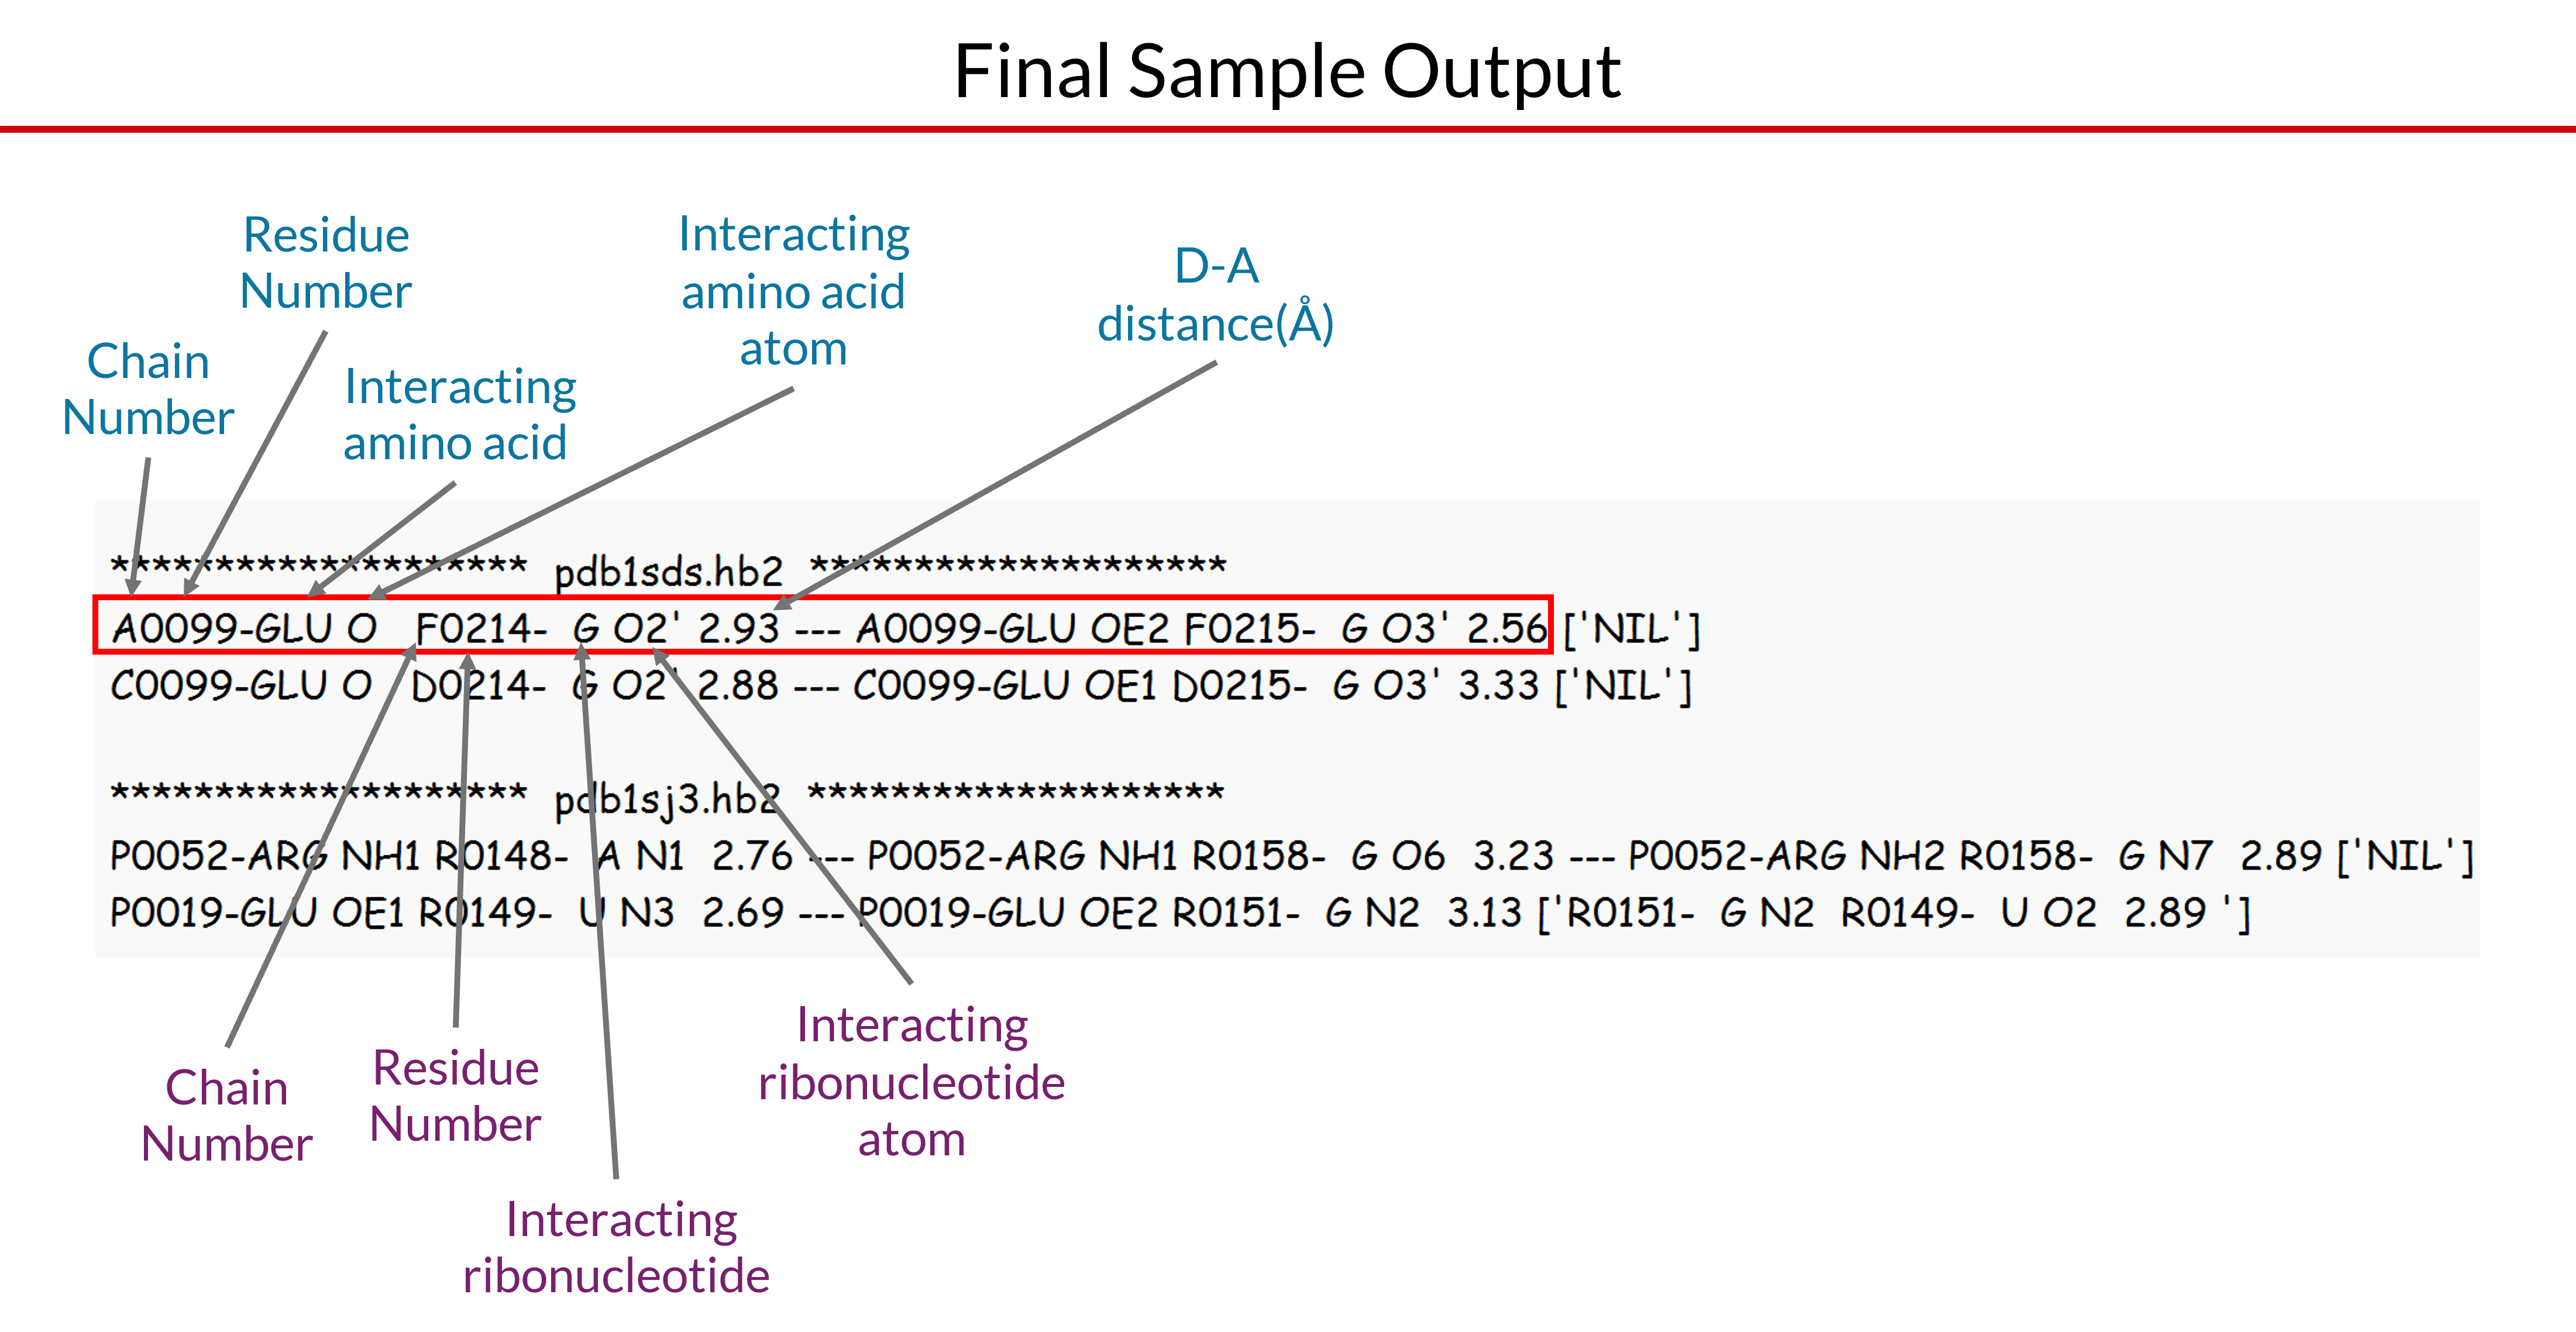 Final Sample Output
Residue
Number
Interacting
amino acid
atom
D-A
distance(Å)
Chain
Number
Interacting
amino acid
******************** pdb1sds.hb2 ********************
A0099-GLU O F0214- G O2' 2.93 --- A0099-GLU OE2 F0215- G O3' 2.56 ['NIL']
C0099-GLU O D0214- G O2' 2.88 --- C0099-GLU OE1 D0215- G O3' 3.33 ['NIL']
******************** pdb1sj3.hb2 ********************
P0052-ARG NH1 R0148- A N1 2.76 --- P0052-ARG NH1 R0158- G O6 3.23 --- P0052-ARG NH2 R0158- G N7 2.89 ['NIL']
P0019-GLU OE1 R0149- U N3 2.69 --- P0019-GLU OE2 R0151- G N2 3.13 ['R0151- G N2 R0149- U O2 2.89 ']
Chain
Number
Residue
Number
Interacting
ribonucleotide
atom
Interacting
ribonucleotide